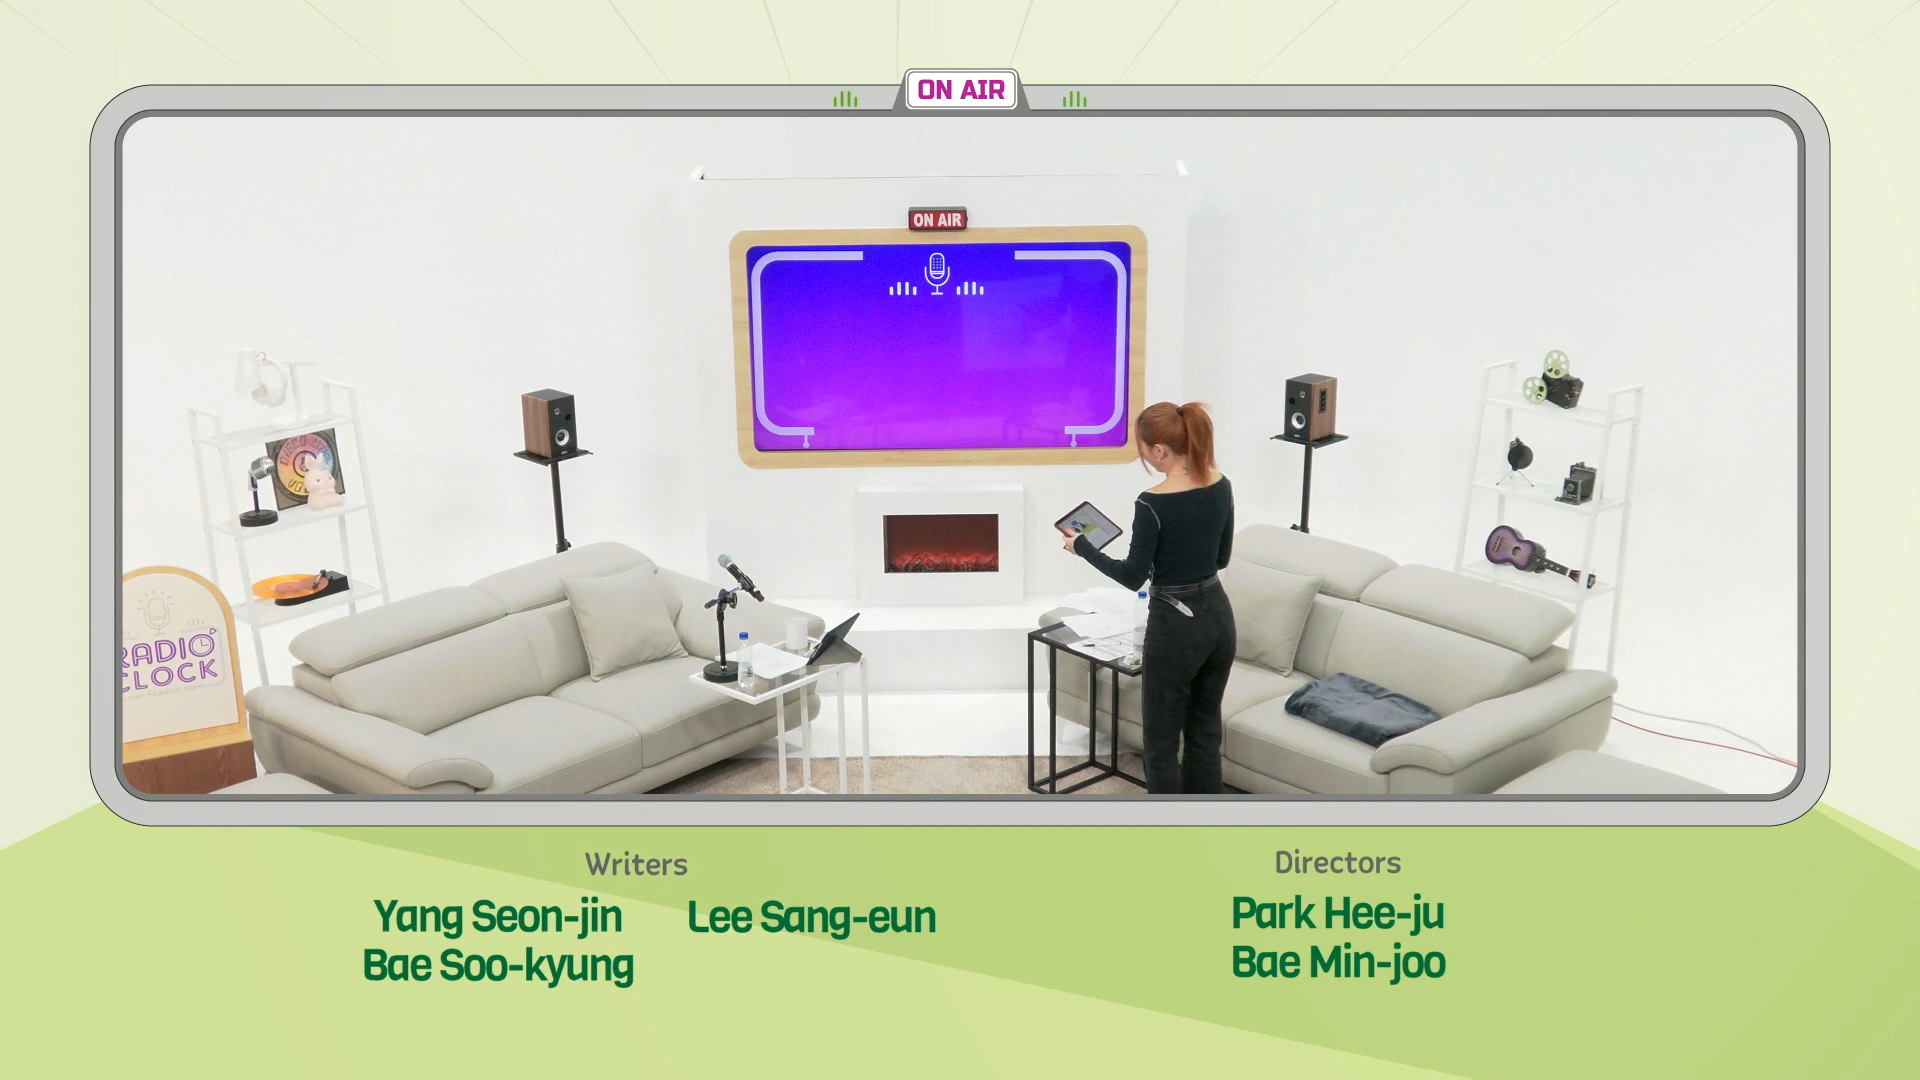 ON AIR
ON AIR
DISCO
RADIO
CLOCK
Writers
Directors
Yang Seon-jin
Lee Sang-eun
Park Hee-ju
Bae Soo-kyung
Bae Min-joo